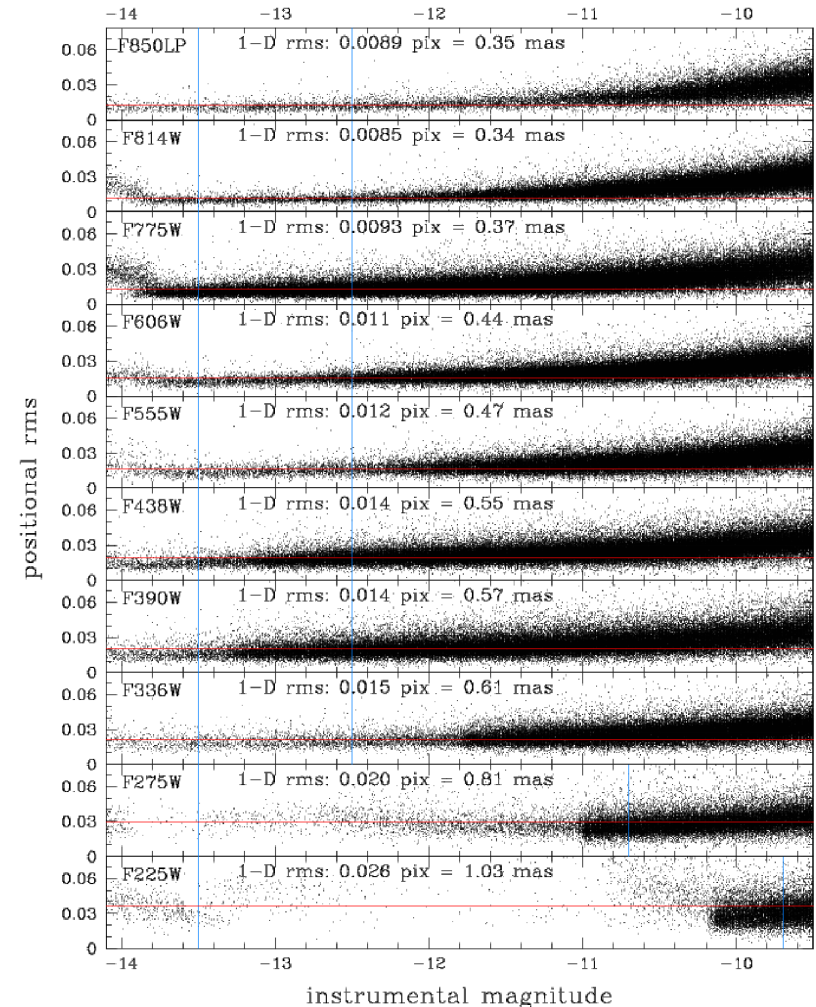 −14 −13 −12 −11 −10
F850LP 1−D rms: 0.0089 pix = 0.35 mas
0.06
0.03
0
F814W 1−D rms: 0.0085 pix = 0.34 mas
0.06
0.03
0
F775W 1−D rms: 0.0093 pix = 0.37 mas
0.06
0.03
0
F606W 1−D rms: 0.011 pix = 0.44 mas
0.06
0.03
0
F555W 1−D rms: 0.012 pix = 0.47 mas
0.06
0.03
0
F438W 1−D rms: 0.014 pix = 0.55 mas
0.06
0.03
0
F390W 1−D rms: 0.014 pix = 0.57 mas
0.06
0.03
0
F336W 1−D rms: 0.015 pix = 0.61 mas
0.06
0.03
0
F275W 1−D rms: 0.020 pix = 0.81 mas
0.06
0.03
0
F225W 1−D rms: 0.026 pix = 1.03 mas
0.06
0.03
0
−14 −13 −12 −11 −10
instrumental magnitude
positional rms